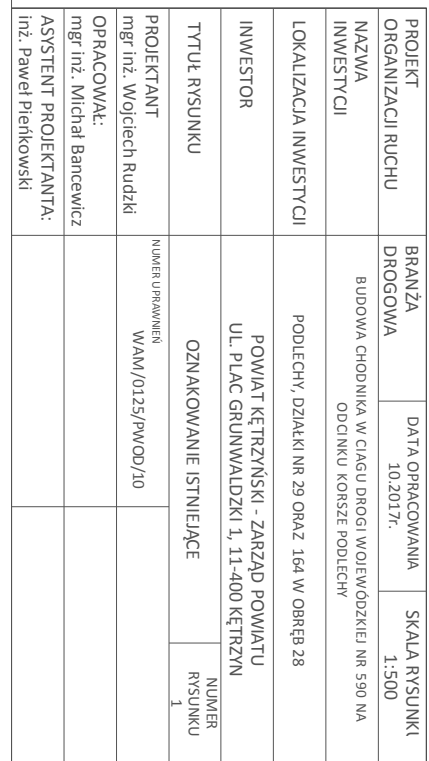 PROJEKT
ORGANIZACJI RUCHU
BRANŻA
DROGOWA
DATA OPRACOWANIA
10.2017r.
SKALA RYSUNKU
1:500
NAZWA
INWESTYCJI
BUDOWA CHODNIKA W CIAGU DROGI WOJEWÓDZKIEJ NR 590 NA
ODCINKU KORSZE PODLECHY
LOKALIZACJA INWESTYCJI
PODLECHY, DZIAŁKI NR 29 ORAZ 164 W OBRĘB 28
INWESTOR
POWIAT KĘTRZYŃSKI - ZARZĄD POWIATU
UL. PLAC GRUNWALDZKI 1, 11-400 KĘTRZYN
TYTUŁ RYSUNKU
OZNAKOWANIE ISTNIEJĄCE
NUMER
RYSUNKU
1
PROJEKTANT
mgr inż. Wojciech Rudzki
NUMER UPRAWNIEŃ
WAM/0125/PWOD/10
OPRACOWAŁ:
mgr inż. Michał Bancewicz
ASYSTENT PROJEKTANTA:
inż. Paweł Pieńkowski